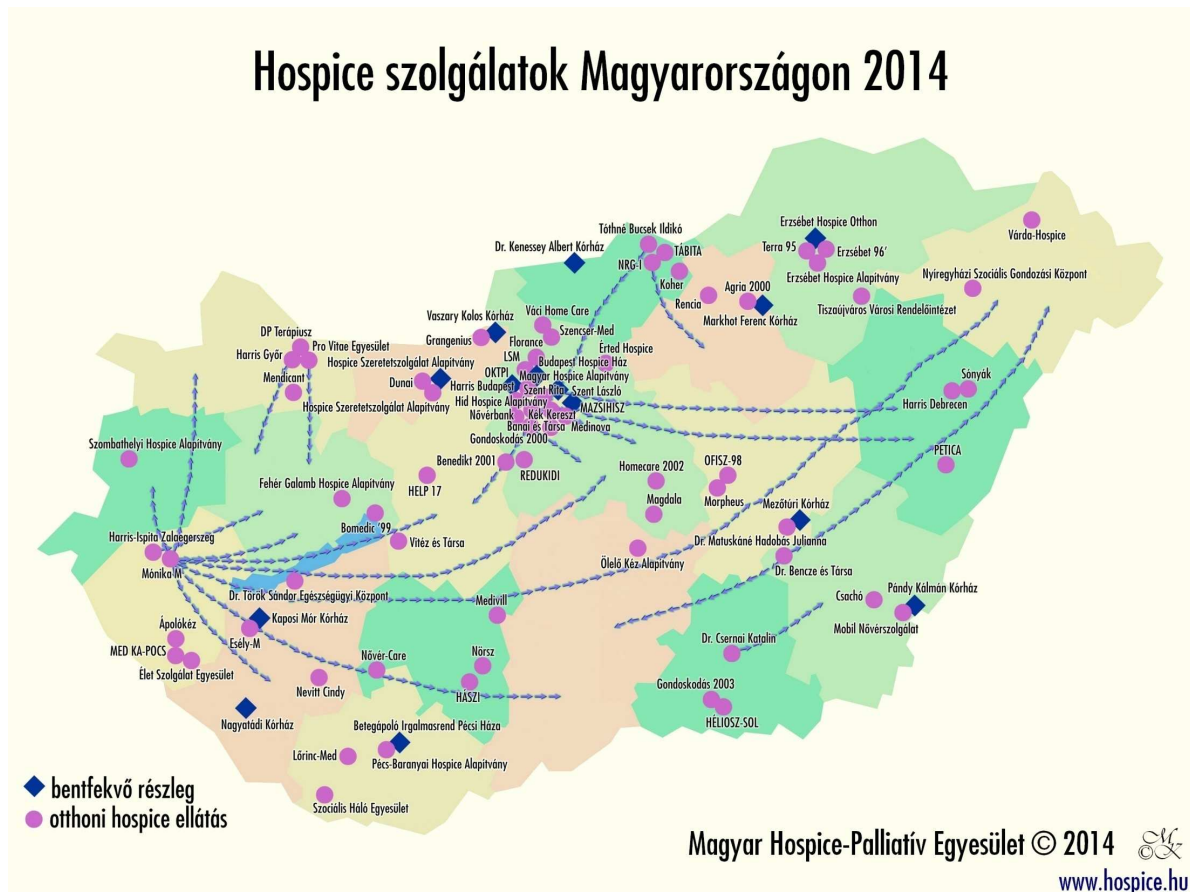 Hospice szolgálatok Magyarországon 2014
Erzsébet Hospice Otthon
Várda-Hospice
Tóthné Bucsek Ildikó
Dr. Kenessey Albert Kórház
TÁBITA
Terra 95
Erzsébet 96'
NRG-I
Erzsébet Hospice Alapítvány
Nyíregyházi Szociális Gondozási Központ
Koher
Agria 2000
Rencia
Tiszaújváros Városi Rendelőintézet
Markhot Ferenc Kórház
Váci Home Care
Vaszary Kolos Kórház
Grangenius
Szencsér-Med
DP Terápiusz
Pro Vitae Egyesület
Florance
Érted Hospice
Harris Győr
Hospice Szeretetszolgálat Alapítvány
LSM
Budapest Hospice Ház
OKTPI
Magyar Hospice Alapítvány
Mendicant
Dunai
Harris Budapest
Szent Rita
Szent László
Sónyák
Hospice Szeretetszolgálat Alapítvány
Híd Hospice Alapítvány
MAZSIHISZ
Harris Debrecen
Nővérbank
Kék Kereszt
Banai és Társa
Medinova
Gondoskodás 2000
Szombathelyi Hospice Alapítvány
PETICA
Benedikt 2001
REDUKIDI
Homecare 2002
OFISZ-98
HELP 17
Fehér Galamb Hospice Alapítvány
Magdala
Morpheus
Mezőtúri Kórház
Bomedic '99
Harris-Ispita Zalaegerszeg
Vitéz és Társa
Dr. Matuskáné Hadobás Julianna
Ölelő Kéz Alapítvány
Mónika M.
Dr. Bencze és Társa
Dr. Török Sándor Egészségügyi Központ
Medivill
Csachó
Pándy Kálmán Kórház
Ápolókéz
Kaposi Mór Kórház
Mobil Nővérszolgálat
Esély-M
MED KA-POCS
Dr. Csernai Katalin
Nővér-Care
Nörsz
Élet Szolgálat Egyesület
Nevitt Cindy
Gondoskodás 2003
HÁSZI
HÉLIOSZ-SOL
Nagyatádi Kórház
Betegápoló Irgalmasrend Pécsi Háza
Lőrinc-Med
Pécs-Baranyai Hospice Alapítvány
Szociális Háló Egyesület
bentfekvő részleg
otthoni hospice ellátás
Magyar Hospice-Palliatív Egyesület © 2014
www.hospice.hu